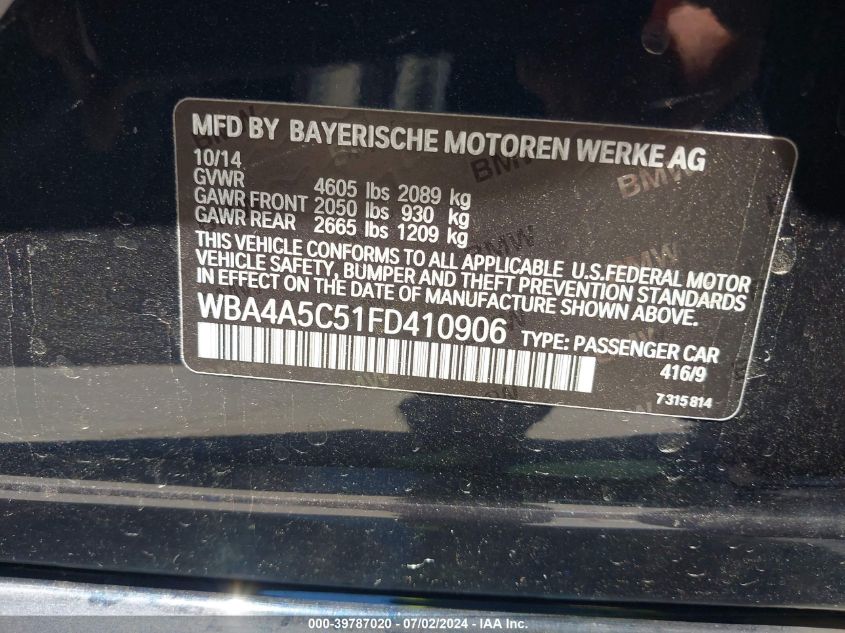 MFD BY BAYERISCHE MOTOREN WERKE AG
10/14
GVWR 4605 lbs 2089 kg
GAWR FRONT 2050 lbs 930 kg
GAWR REAR 2665 lbs 1209 kg
THIS VEHICLE CONFORMS TO ALL APPLICABLE U.S.FEDERAL MOTOR
VEHICLE SAFETY, BUMPER AND THEFT PREVENTION STANDARDS
IN EFFECT ON THE DATE OF MANUFACTURE SHOWN ABOVE.
WBA4A5C51FD410906 TYPE: PASSENGER CAR
416/9
7 315 814
000-39787020 / 07/02/2024 - IAA Inc.